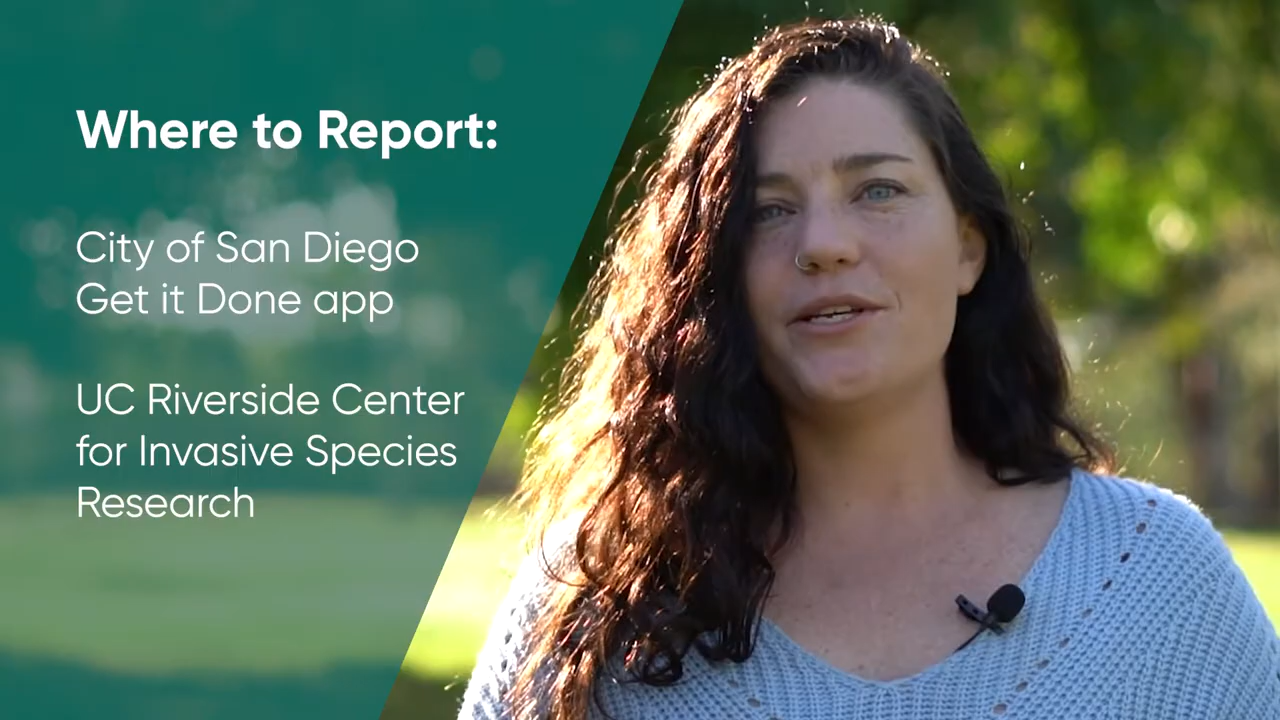 Where to Report:
City of San Diego
Get it Done app
UC Riverside Center
for Invasive Species
Research